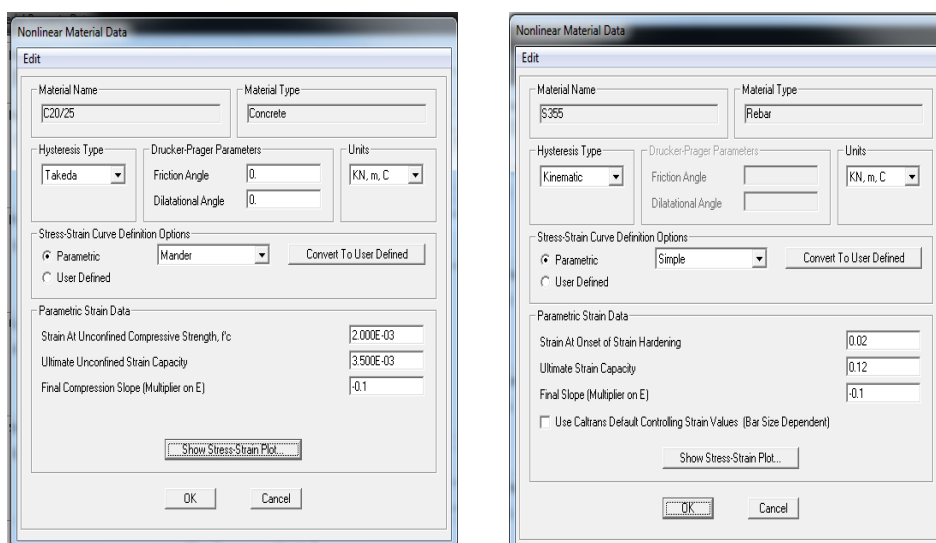 Nonlinear Material Data
Edit
Material Name
Material Type
C20/25
Concrete
Hysteresis Type
Drucker-Prager Parameters
Units
Takeda
Friction Angle
0.
KN, m, C
Dilatational Angle
0.
Stress-Strain Curve Definition Options
Parametric
Mander
Convert To User Defined
User Defined
Parametric Strain Data
Strain At Unconfined Compressive Strength, f'c
2.000E-03
Ultimate Unconfined Strain Capacity
3.500E-03
Final Compression Slope (Multiplier on E)
-0.1
Show Stress-Strain Plot...
OK
Cancel
Nonlinear Material Data
Edit
Material Name
Material Type
S355
Rebar
Hysteresis Type
Drucker-Prager Parameters
Units
Kinematic
Friction Angle
KN, m, C
Dilatational Angle
Stress-Strain Curve Definition Options
Parametric
Simple
Convert To User Defined
User Defined
Parametric Strain Data
Strain At Onset of Strain Hardening
0.02
Ultimate Strain Capacity
0.12
Final Slope (Multiplier on E)
-0.1
Use Caltrans Default Controlling Strain Values (Bar Size Dependent)
Show Stress-Strain Plot...
OK
Cancel